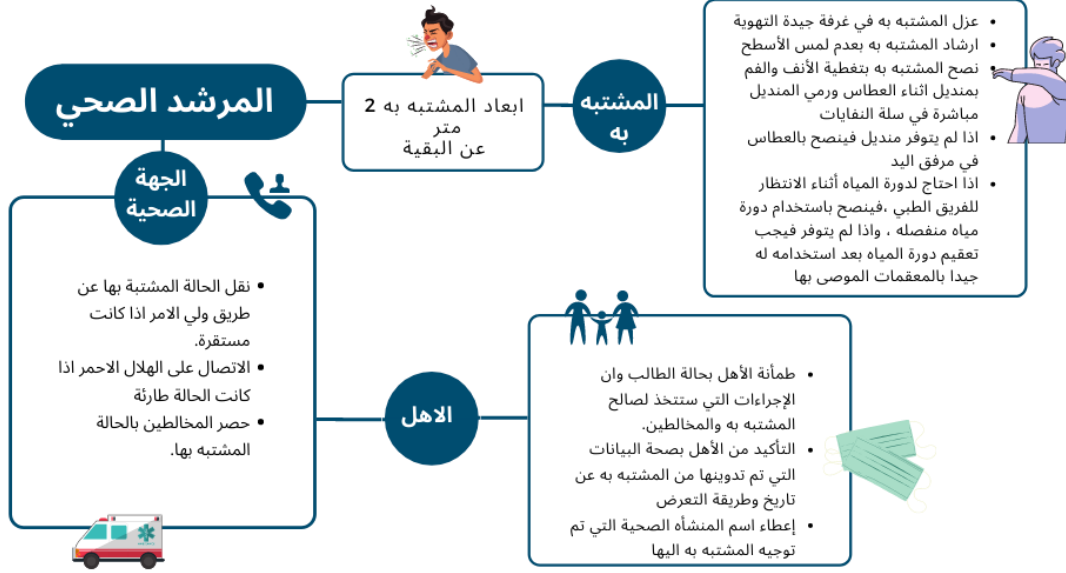 المرشد الصحي
ابعاد المشتبه به 2
متر
عن البقية
المشتبه
به
عزل المشتبه به في غرفة جيدة التهوية
ارشاد المشتبه به بعدم لمس الأسطح
نصح المشتبه به بتغطية الأنف والفم
بمنديل اثناء العطاس ورمي المنديل
مباشرة في سلة النفايات
اذا لم يتوفر منديل فينصح بالعطاس
في مرفق اليد
اذا احتاج لدورة المياه أثناء الانتظار
للفريق الطبي ،فينصح باستخدام دورة
مياه منفصله ، واذا لم يتوفر فيجب
تعقيم دورة المياه بعد استخدامه له
جيدا بالمعقمات الموصى بها
الجهة
الصحية
نقل الحالة المشتبة بها عن
طريق ولي الامر اذا كانت
مستقرة.
الاتصال على الهلال الاحمر اذا
كانت الحالة طارئة
حصر المخالطين بالحالة
المشتبه بها.
الاهل
طمأنة الأهل بحالة الطالب وان
الإجراءات التي ستتخذ لصالح
المشتبه به والمخالطين.
التأكيد من الأهل بصحة البيانات
التي تم تدوينها من المشتبه به عن
تاريخ وطريقة التعرض
إعطاء اسم المنشأه الصحية التي تم
توجيه المشتبه به اليها